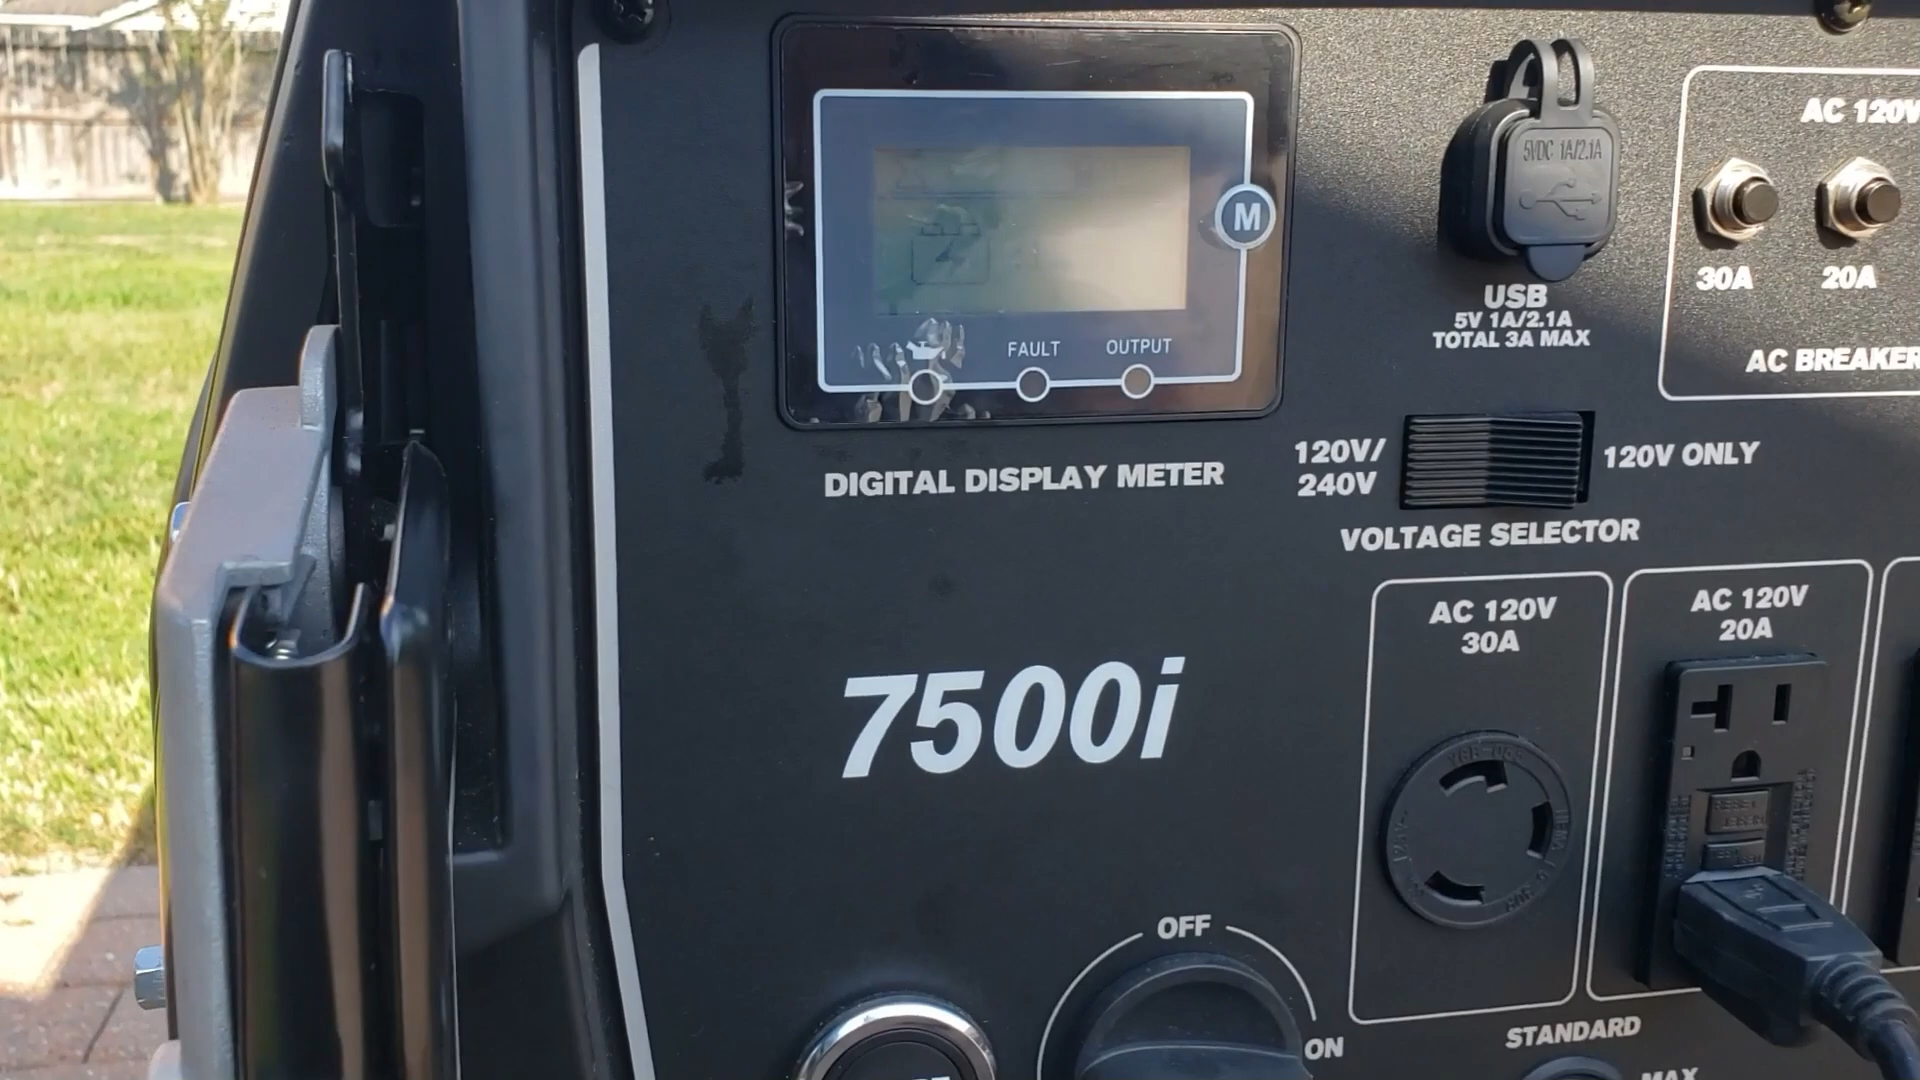 M
FAULT
OUTPUT
DIGITAL DISPLAY METER
5VDC 1A/2.1A
USB
5V 1A/2.1A
TOTAL 3A MAX
AC 120V
30A
20A
AC BREAKER
120V/
240V
120V ONLY
VOLTAGE SELECTOR
7500i
AC 120V
30A
AC 120V
20A
OFF
ON
STANDARD
MAX